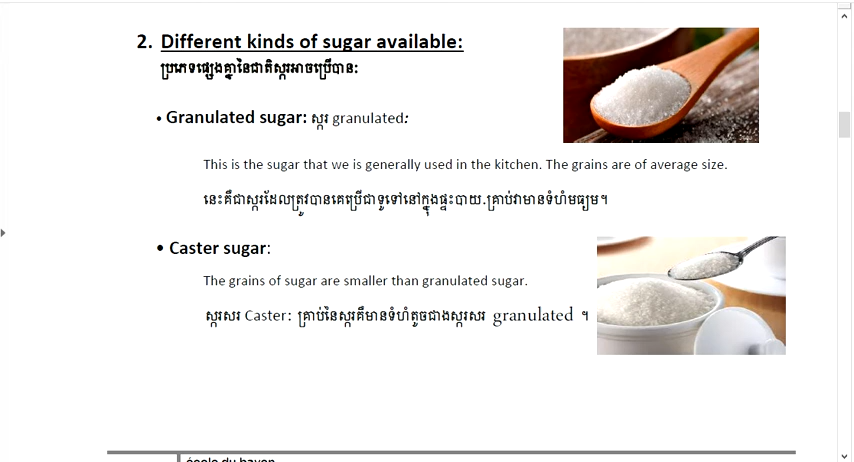 2. Different kinds of sugar available:
ប្រភេទផ្សេងគ្នានៃជាតិស្ករអាចប្រើបាន:
• Granulated sugar: ស្ករ granulated:
This is the sugar that we is generally used in the kitchen. The grains are of average size.
នេះគឺជាស្ករដែលត្រូវបានគេប្រើជាទូទៅនៅក្នុងផ្ទះបាយ.គ្រាប់វាមានទំហំមធ្យម។
• Caster sugar:
The grains of sugar are smaller than granulated sugar.
ស្ករសរ Caster: គ្រាប់នៃស្ករគឺមានទំហំតូចជាងស្ករសរ granulated ។